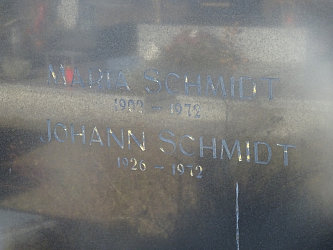 MARIA SCHMIDT
1902 – 1972
JOHANN SCHMIDT
1926 – 1972